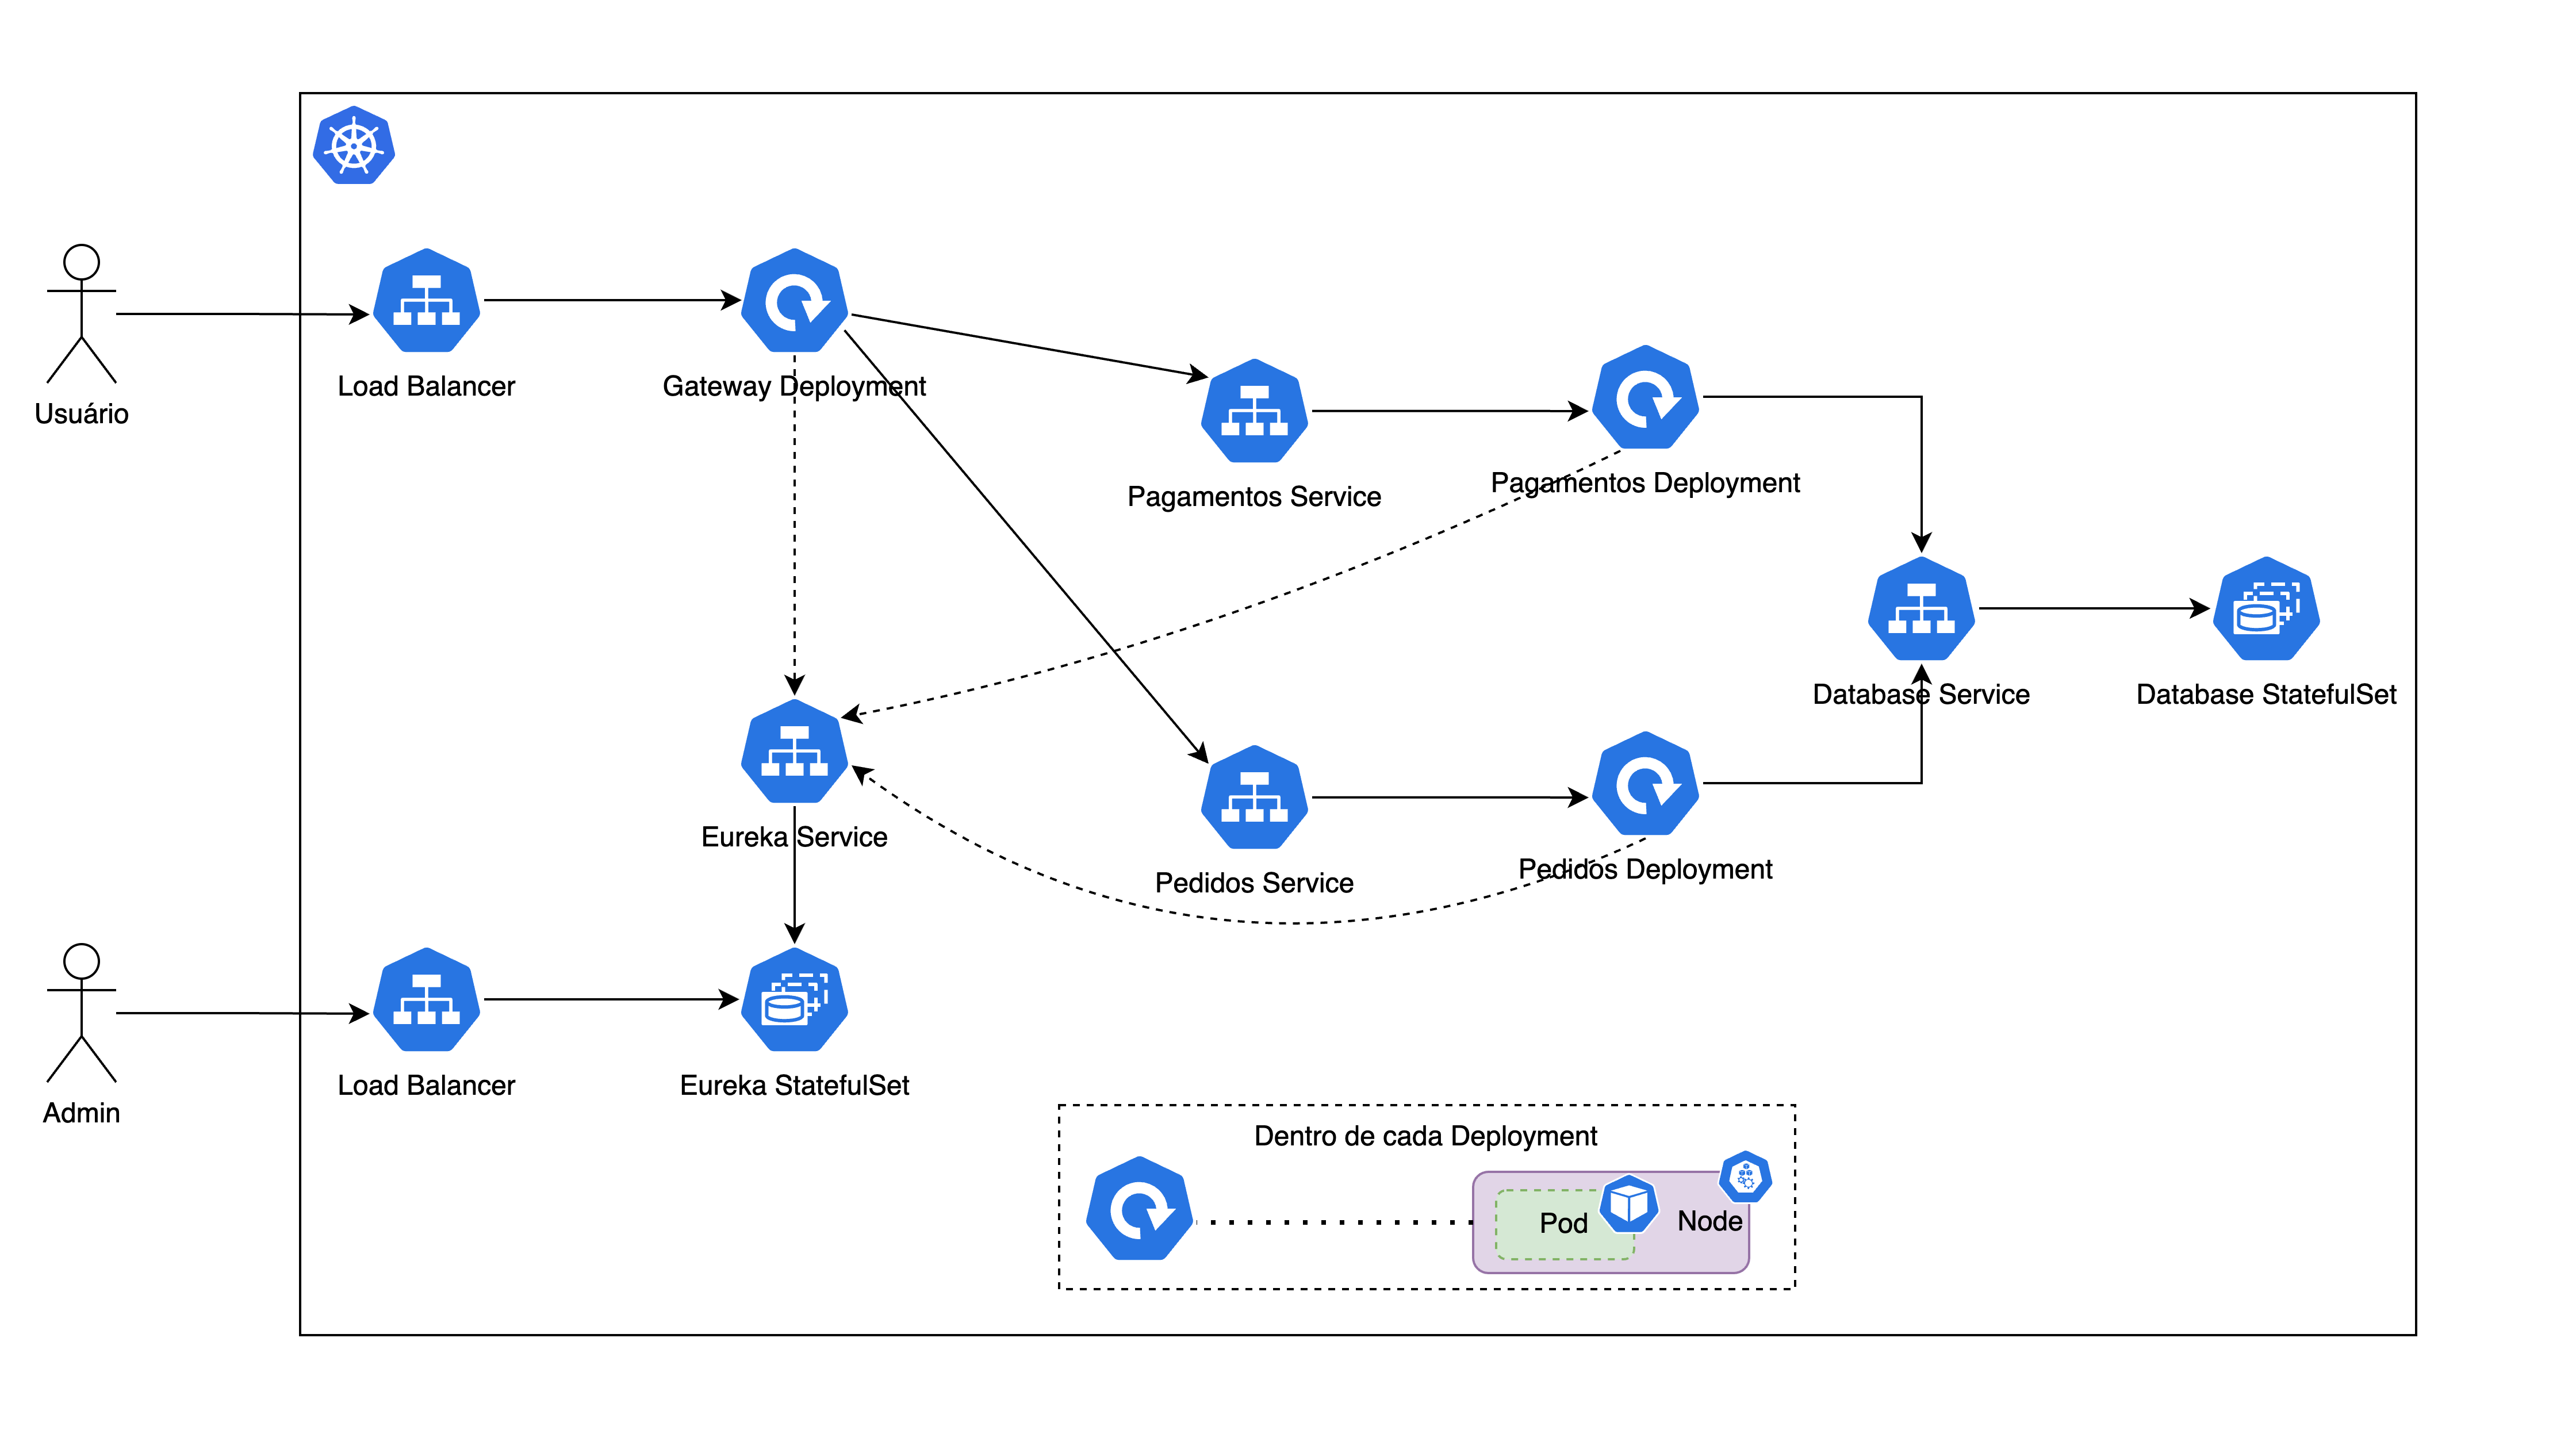 Usuário
Load Balancer
Gateway Deployment
Pagamentos Service
Pagamentos Deployment
Database Service
Database StatefulSet
Eureka Service
Pedidos Service
Pedidos Deployment
Admin
Load Balancer
Eureka StatefulSet
Dentro de cada Deployment
Pod
Node